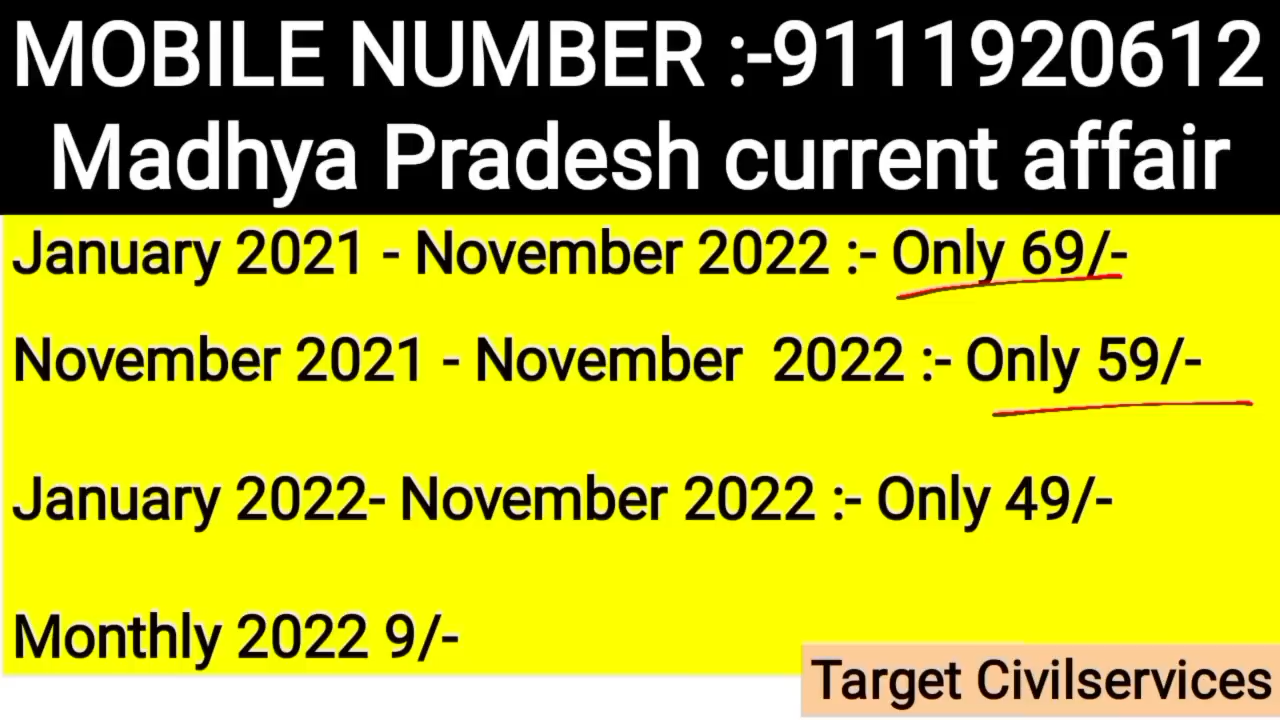 MOBILE NUMBER :-9111920612
Madhya Pradesh current affair
January 2021 - November 2022 :- Only 69/-
November 2021 - November 2022 :- Only 59/-
January 2022- November 2022 :- Only 49/-
Monthly 2022 9/-
Target Civilservices